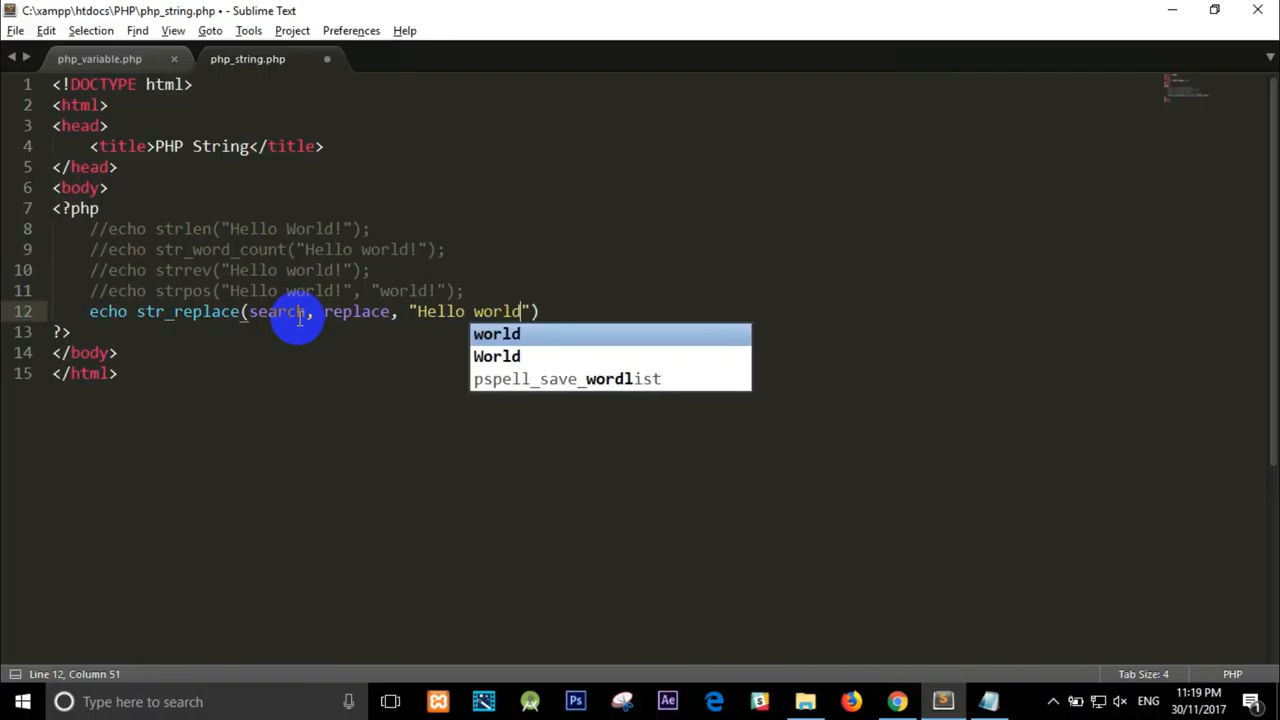 C:\xampp\htdocs\PHP\php_string.php • - Sublime Text
File Edit Selection Find View Goto Tools Project Preferences Help
php_variable.php × php_string.php
1 <!DOCTYPE html>
2 <html>
3 <head>
4 <title>PHP String</title>
5 </head>
6 <body>
7 <?php
8 //echo strlen("Hello World!");
9 //echo str_word_count("Hello world!");
10 //echo strrev("Hello world!");
11 //echo strpos("Hello world!", "world!");
12 echo str_replace(search, replace, "Hello world")
world
13 ?>
World
14 </body>
pspell_save_wordlist
15 </html>
Line 12, Column 51 Tab Size: 4 PHP
Type here to search Ps Ae ENG 11:19 PM
30/11/2017